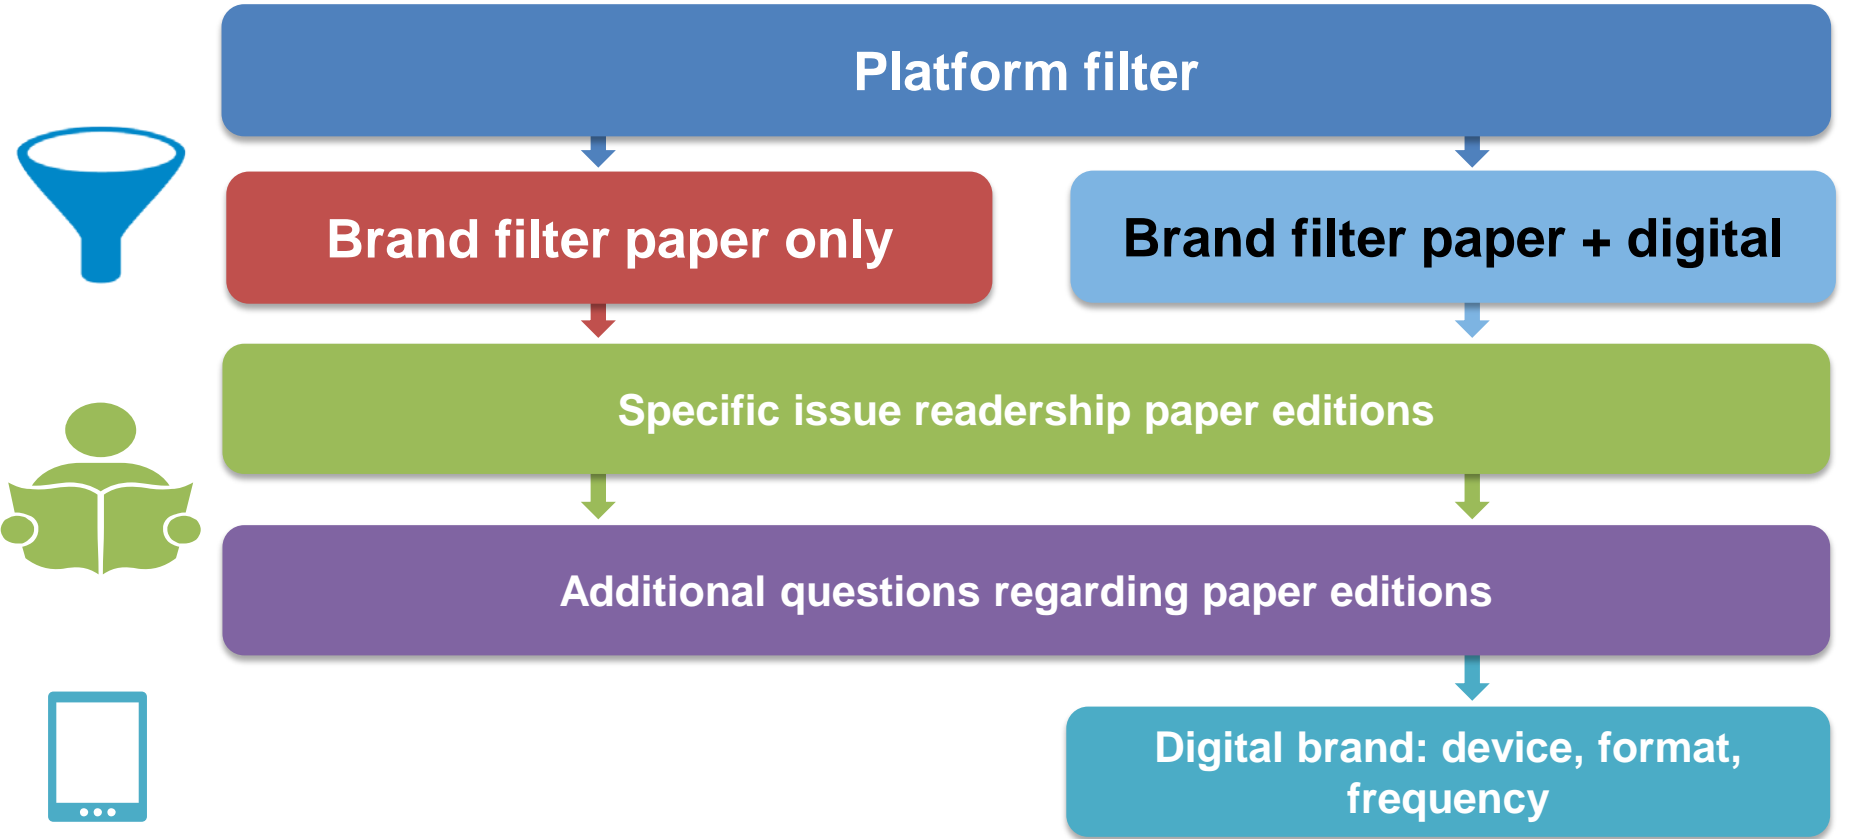 Platform filter
Brand filter paper only
Brand filter paper + digital
Specific issue readership paper editions
Additional questions regarding paper editions
Digital brand: device, format,
frequency